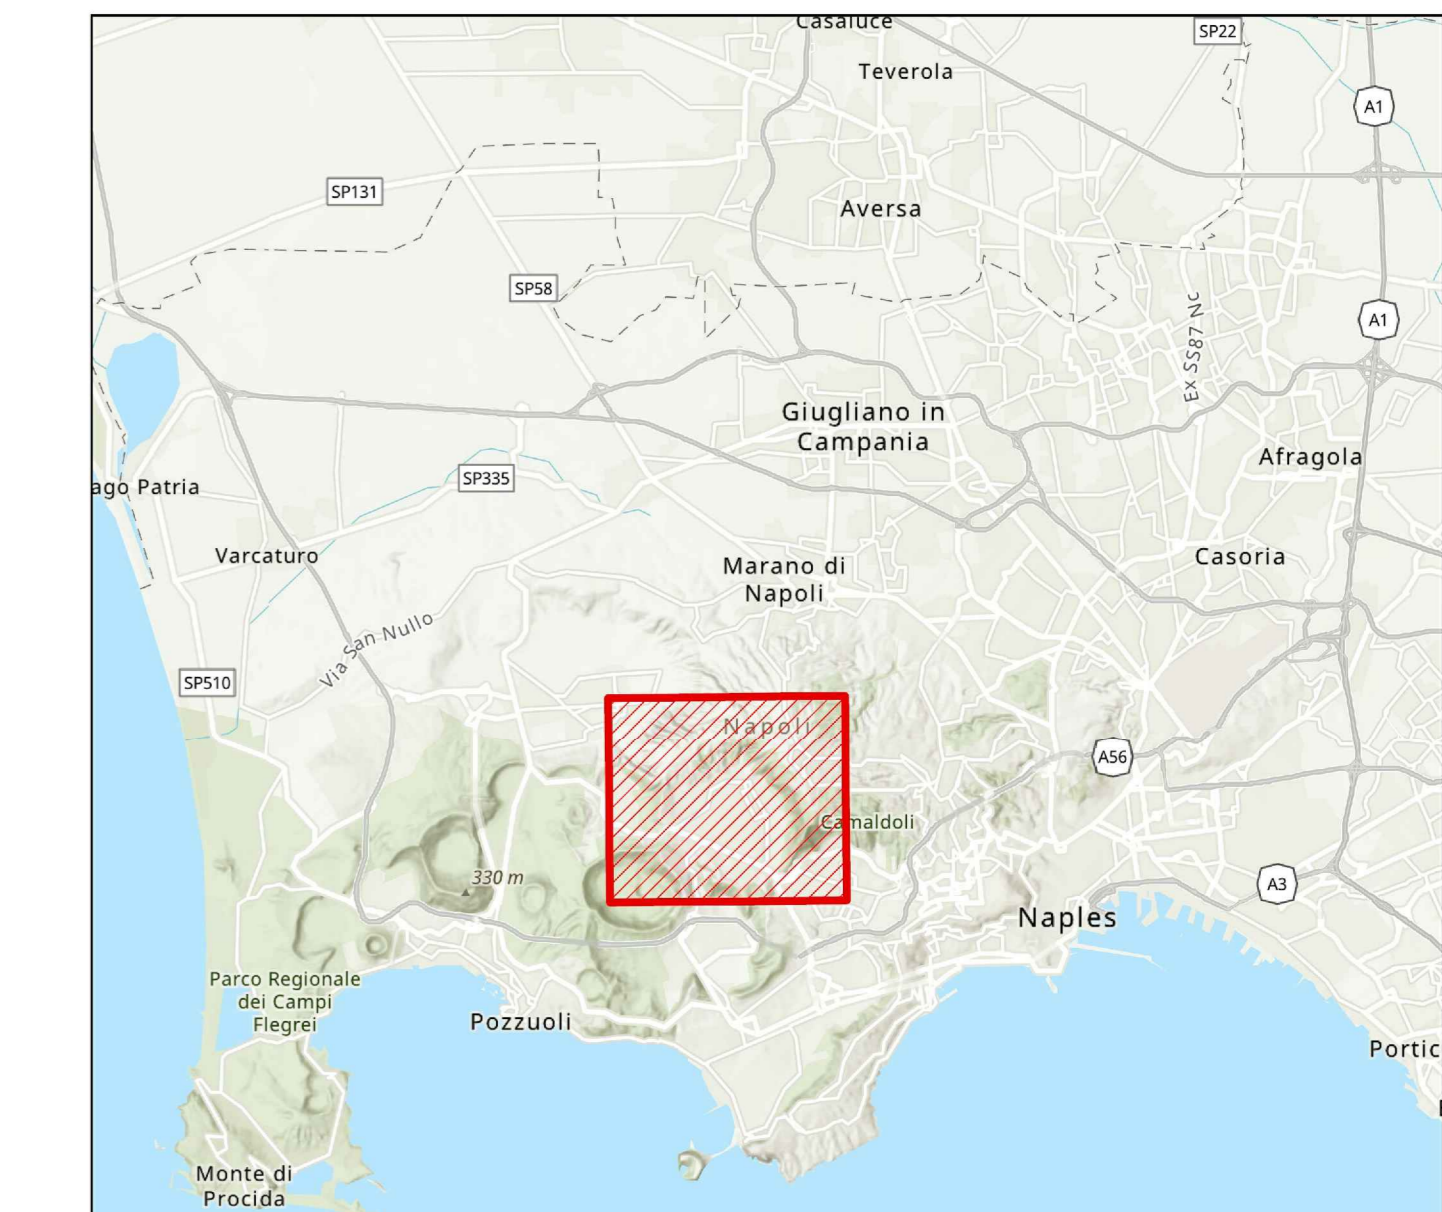 Casaluce
SP22
Teverola
A1
SP131
Aversa
SP58
Ex SS87 NC
A1
Giugliano in
Campania
Afragola
SP335
ago Patria
Varcaturo
Casoria
Marano di
Napoli
Via San Nullo
SP510
Napoli
A56
Camaldoli
330 m
A3
Naples
Parco Regionale
dei Campi
Flegrei
Pozzuoli
Portic
Monte di
Procida